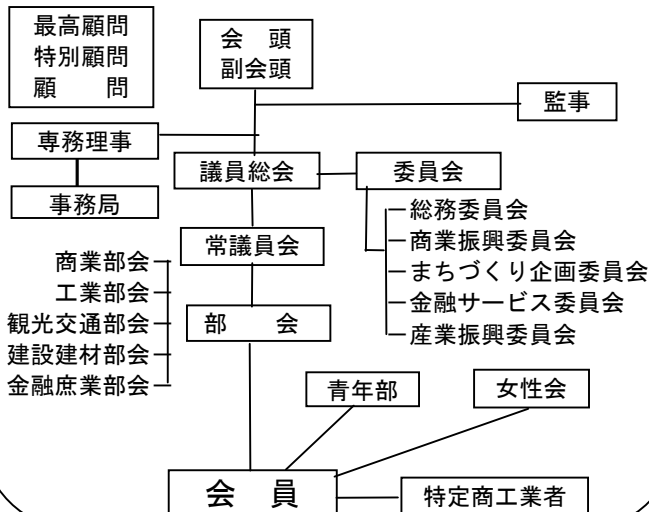 最高顧問
特別顧問
顧　　問
会　頭
副会頭
監事
専務理事
議員総会
委員会
事務局
総務委員会
商業振興委員会
まちづくり企画委員会
金融サービス委員会
産業振興委員会
常議員会
商業部会
工業部会
観光交通部会
建設建材部会
金融庶業部会
部　　会
青年部
女性会
会　員
特定商工業者